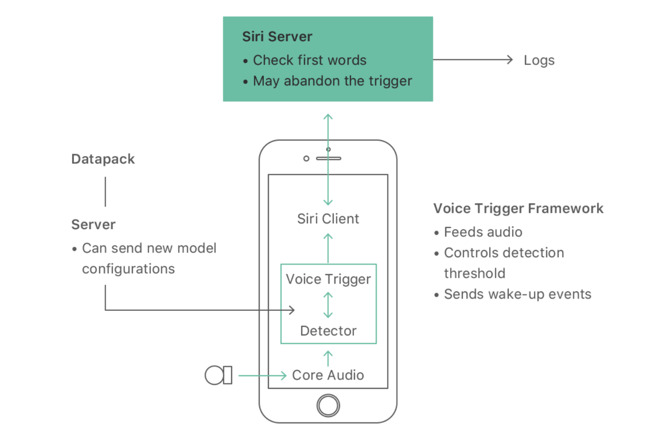 Siri Server
• Check first words
• May abandon the trigger
Logs
Datapack
Server
• Can send new model
configurations
Siri Client
Voice Trigger
Detector
Core Audio
Voice Trigger Framework
• Feeds audio
• Controls detection
threshold
• Sends wake-up events